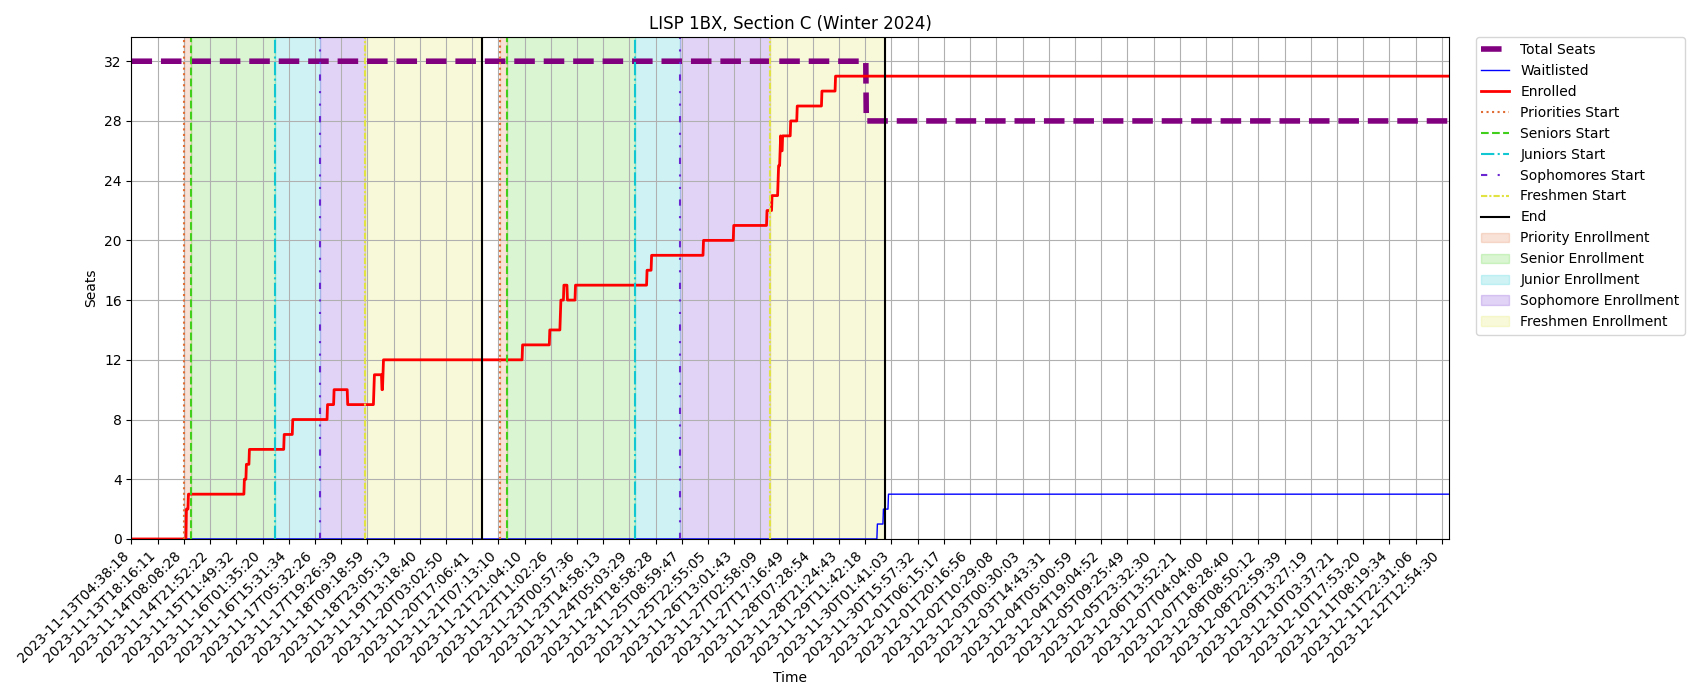 LISP 1BX, Section C (Winter 2024)
Total Seats
Waitlisted
Enrolled
Priorities Start
Seniors Start
Juniors Start
Sophomores Start
Freshmen Start
End
Priority Enrollment
Senior Enrollment
Junior Enrollment
Sophomore Enrollment
Freshmen Enrollment
Seats
32
28
24
20
16
12
8
4
0
2023-11-13T04:38:18
2023-11-13T18:16:11
2023-11-14T08:08:28
2023-11-14T21:52:22
2023-11-15T11:49:32
2023-11-16T01:35:20
2023-11-16T15:31:34
2023-11-17T05:32:26
2023-11-17T19:26:39
2023-11-18T09:18:59
2023-11-18T23:05:13
2023-11-19T13:18:40
2023-11-20T03:02:50
2023-11-20T17:06:41
2023-11-21T07:13:10
2023-11-21T21:04:10
2023-11-22T11:02:26
2023-11-23T00:57:36
2023-11-23T14:58:13
2023-11-24T05:03:29
2023-11-24T18:58:28
2023-11-25T08:59:47
2023-11-25T22:55:05
2023-11-26T13:01:43
2023-11-27T02:58:09
2023-11-27T17:16:49
2023-11-28T07:28:54
2023-11-28T21:24:43
2023-11-29T11:42:18
2023-11-30T01:41:03
2023-11-30T15:57:32
2023-12-01T06:15:17
2023-12-01T20:16:56
2023-12-02T10:29:08
2023-12-03T00:30:03
2023-12-03T14:43:31
2023-12-04T05:00:59
2023-12-04T19:04:52
2023-12-05T09:25:49
2023-12-05T23:32:30
2023-12-06T13:52:21
2023-12-07T04:04:00
2023-12-07T18:28:40
2023-12-08T08:50:12
2023-12-08T22:59:39
2023-12-09T13:27:19
2023-12-10T03:37:21
2023-12-10T17:53:20
2023-12-11T08:19:34
2023-12-11T22:31:06
2023-12-12T12:54:30
Time